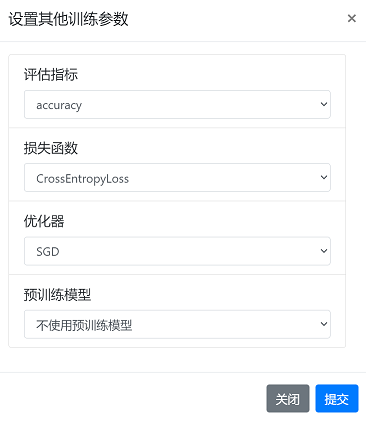 设置其他训练参数
×
评估指标
accuracy
损失函数
CrossEntropyLoss
优化器
SGD
预训练模型
不使用预训练模型
关闭 提交